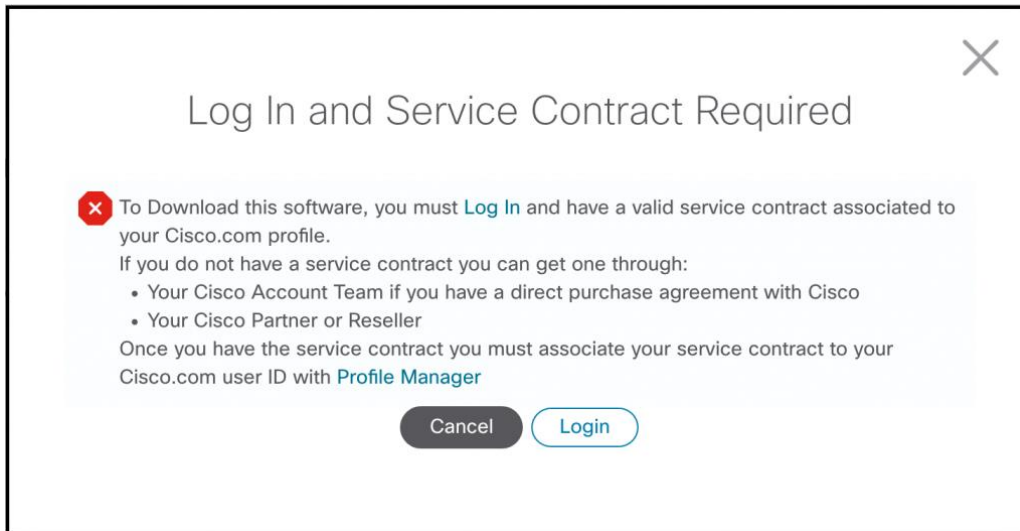 Log In and Service Contract Required
To Download this software, you must Log In and have a valid service contract associated to
your Cisco.com profile.
If you do not have a service contract you can get one through:
• Your Cisco Account Team if you have a direct purchase agreement with Cisco
• Your Cisco Partner or Reseller
Once you have the service contract you must associate your service contract to your
Cisco.com user ID with Profile Manager
Cancel Login